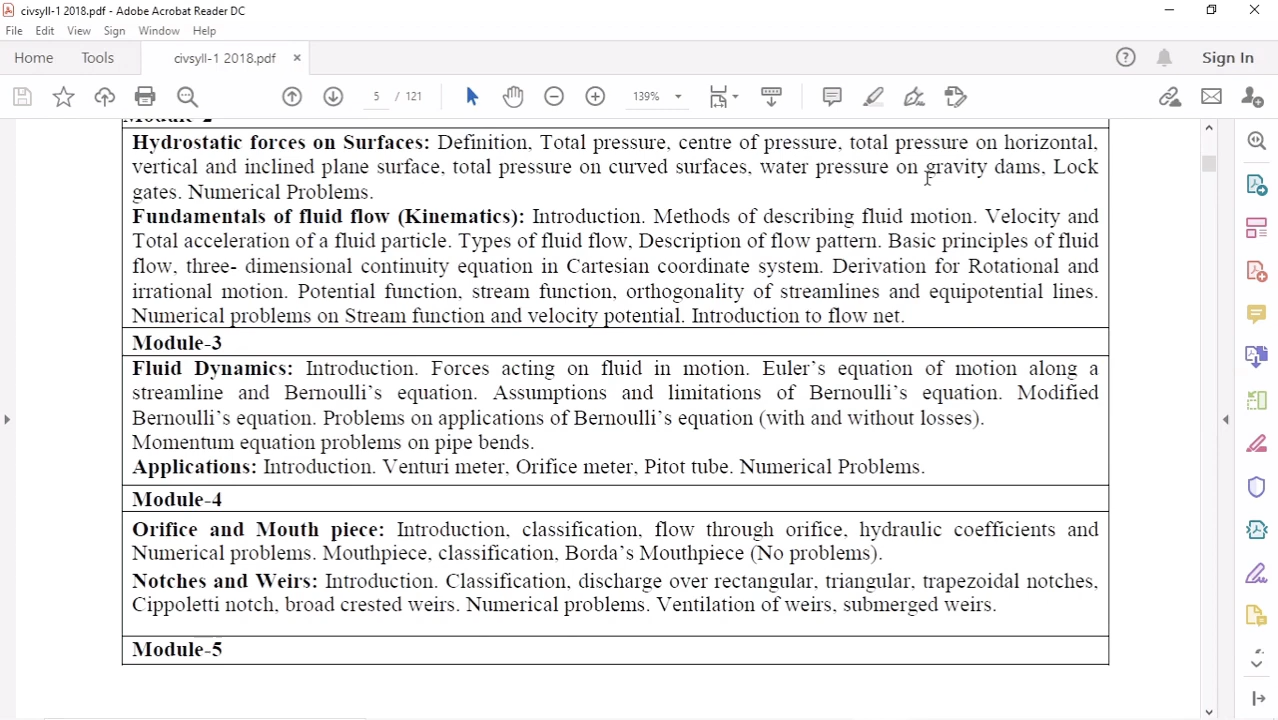 civsyll-1 2018.pdf - Adobe Acrobat Reader DC
File Edit View Sign Window Help
Home Tools civsyll-1 2018.pdf × Sign In
5 / 121 139%
Module-2
Hydrostatic forces on Surfaces: Definition, Total pressure, centre of pressure, total pressure on horizontal,
vertical and inclined plane surface, total pressure on curved surfaces, water pressure on gravity dams, Lock
gates. Numerical Problems.
Fundamentals of fluid flow (Kinematics): Introduction. Methods of describing fluid motion. Velocity and
Total acceleration of a fluid particle. Types of fluid flow, Description of flow pattern. Basic principles of fluid
flow, three- dimensional continuity equation in Cartesian coordinate system. Derivation for Rotational and
irrational motion. Potential function, stream function, orthogonality of streamlines and equipotential lines.
Numerical problems on Stream function and velocity potential. Introduction to flow net.
Module-3
Fluid Dynamics: Introduction. Forces acting on fluid in motion. Euler's equation of motion along a
streamline and Bernoulli's equation. Assumptions and limitations of Bernoulli's equation. Modified
Bernoulli's equation. Problems on applications of Bernoulli's equation (with and without losses).
Momentum equation problems on pipe bends.
Applications: Introduction. Venturi meter, Orifice meter, Pitot tube. Numerical Problems.
Module-4
Orifice and Mouth piece: Introduction, classification, flow through orifice, hydraulic coefficients and
Numerical problems. Mouthpiece, classification, Borda's Mouthpiece (No problems).
Notches and Weirs: Introduction. Classification, discharge over rectangular, triangular, trapezoidal notches,
Cippoletti notch, broad crested weirs. Numerical problems. Ventilation of weirs, submerged weirs.
Module-5